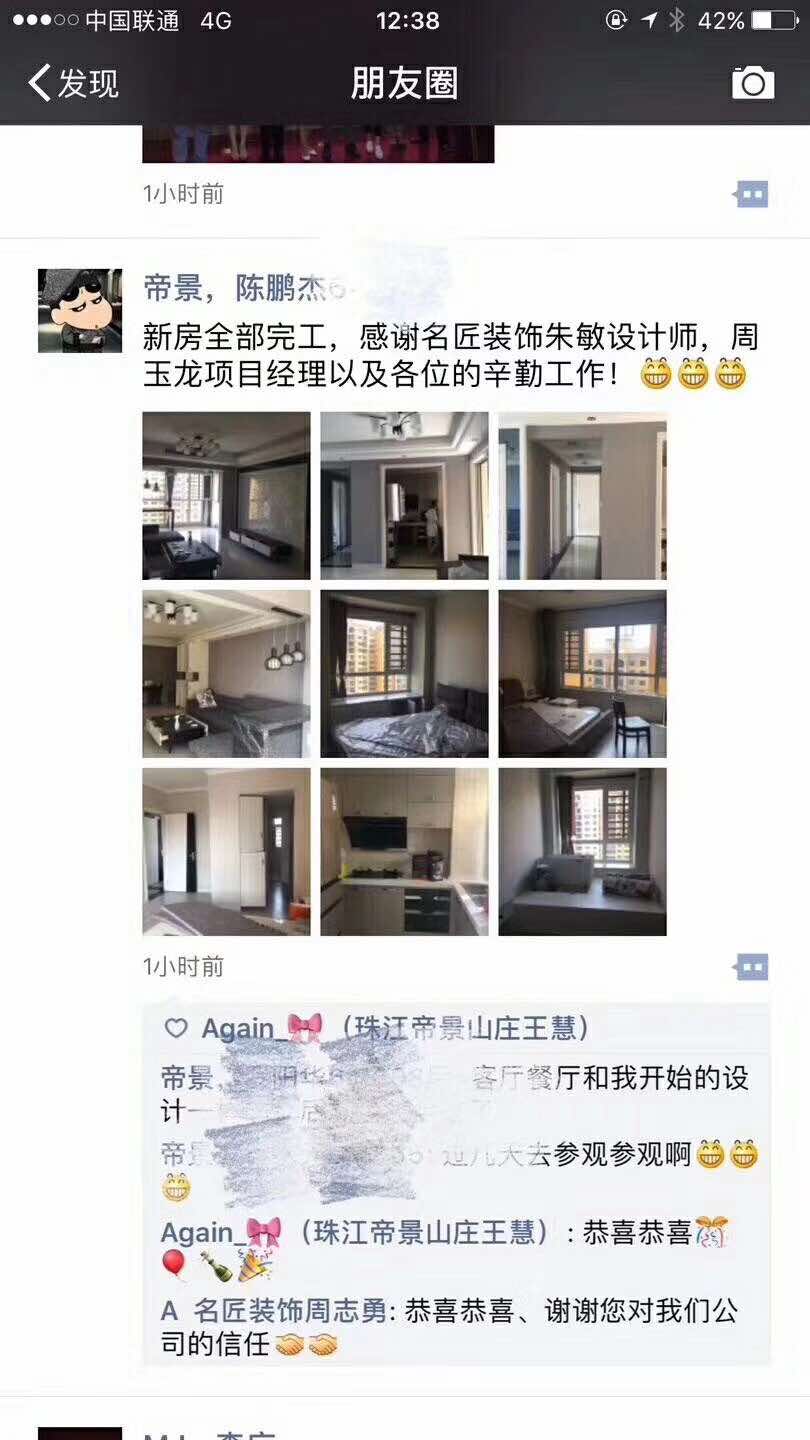 中国联通 4G 12:38 42%
发现 朋友圈
1小时前
帝景，陈鹏杰6
新房全部完工，感谢名匠装饰朱敏设计师，周
玉龙项目经理以及各位的辛勤工作！😁😁😁
1小时前
Again_🎀（珠江帝景山庄王慧）
帝景, 客厅餐厅和我开始的设
计一
帝景 过几天去参观参观啊😁😁
😁
Again_🎀（珠江帝景山庄王慧）: 恭喜恭喜🎊
🎈🍾🎉
A 名匠装饰周志勇: 恭喜恭喜、谢谢您对我们公
司的信任🤝🤝